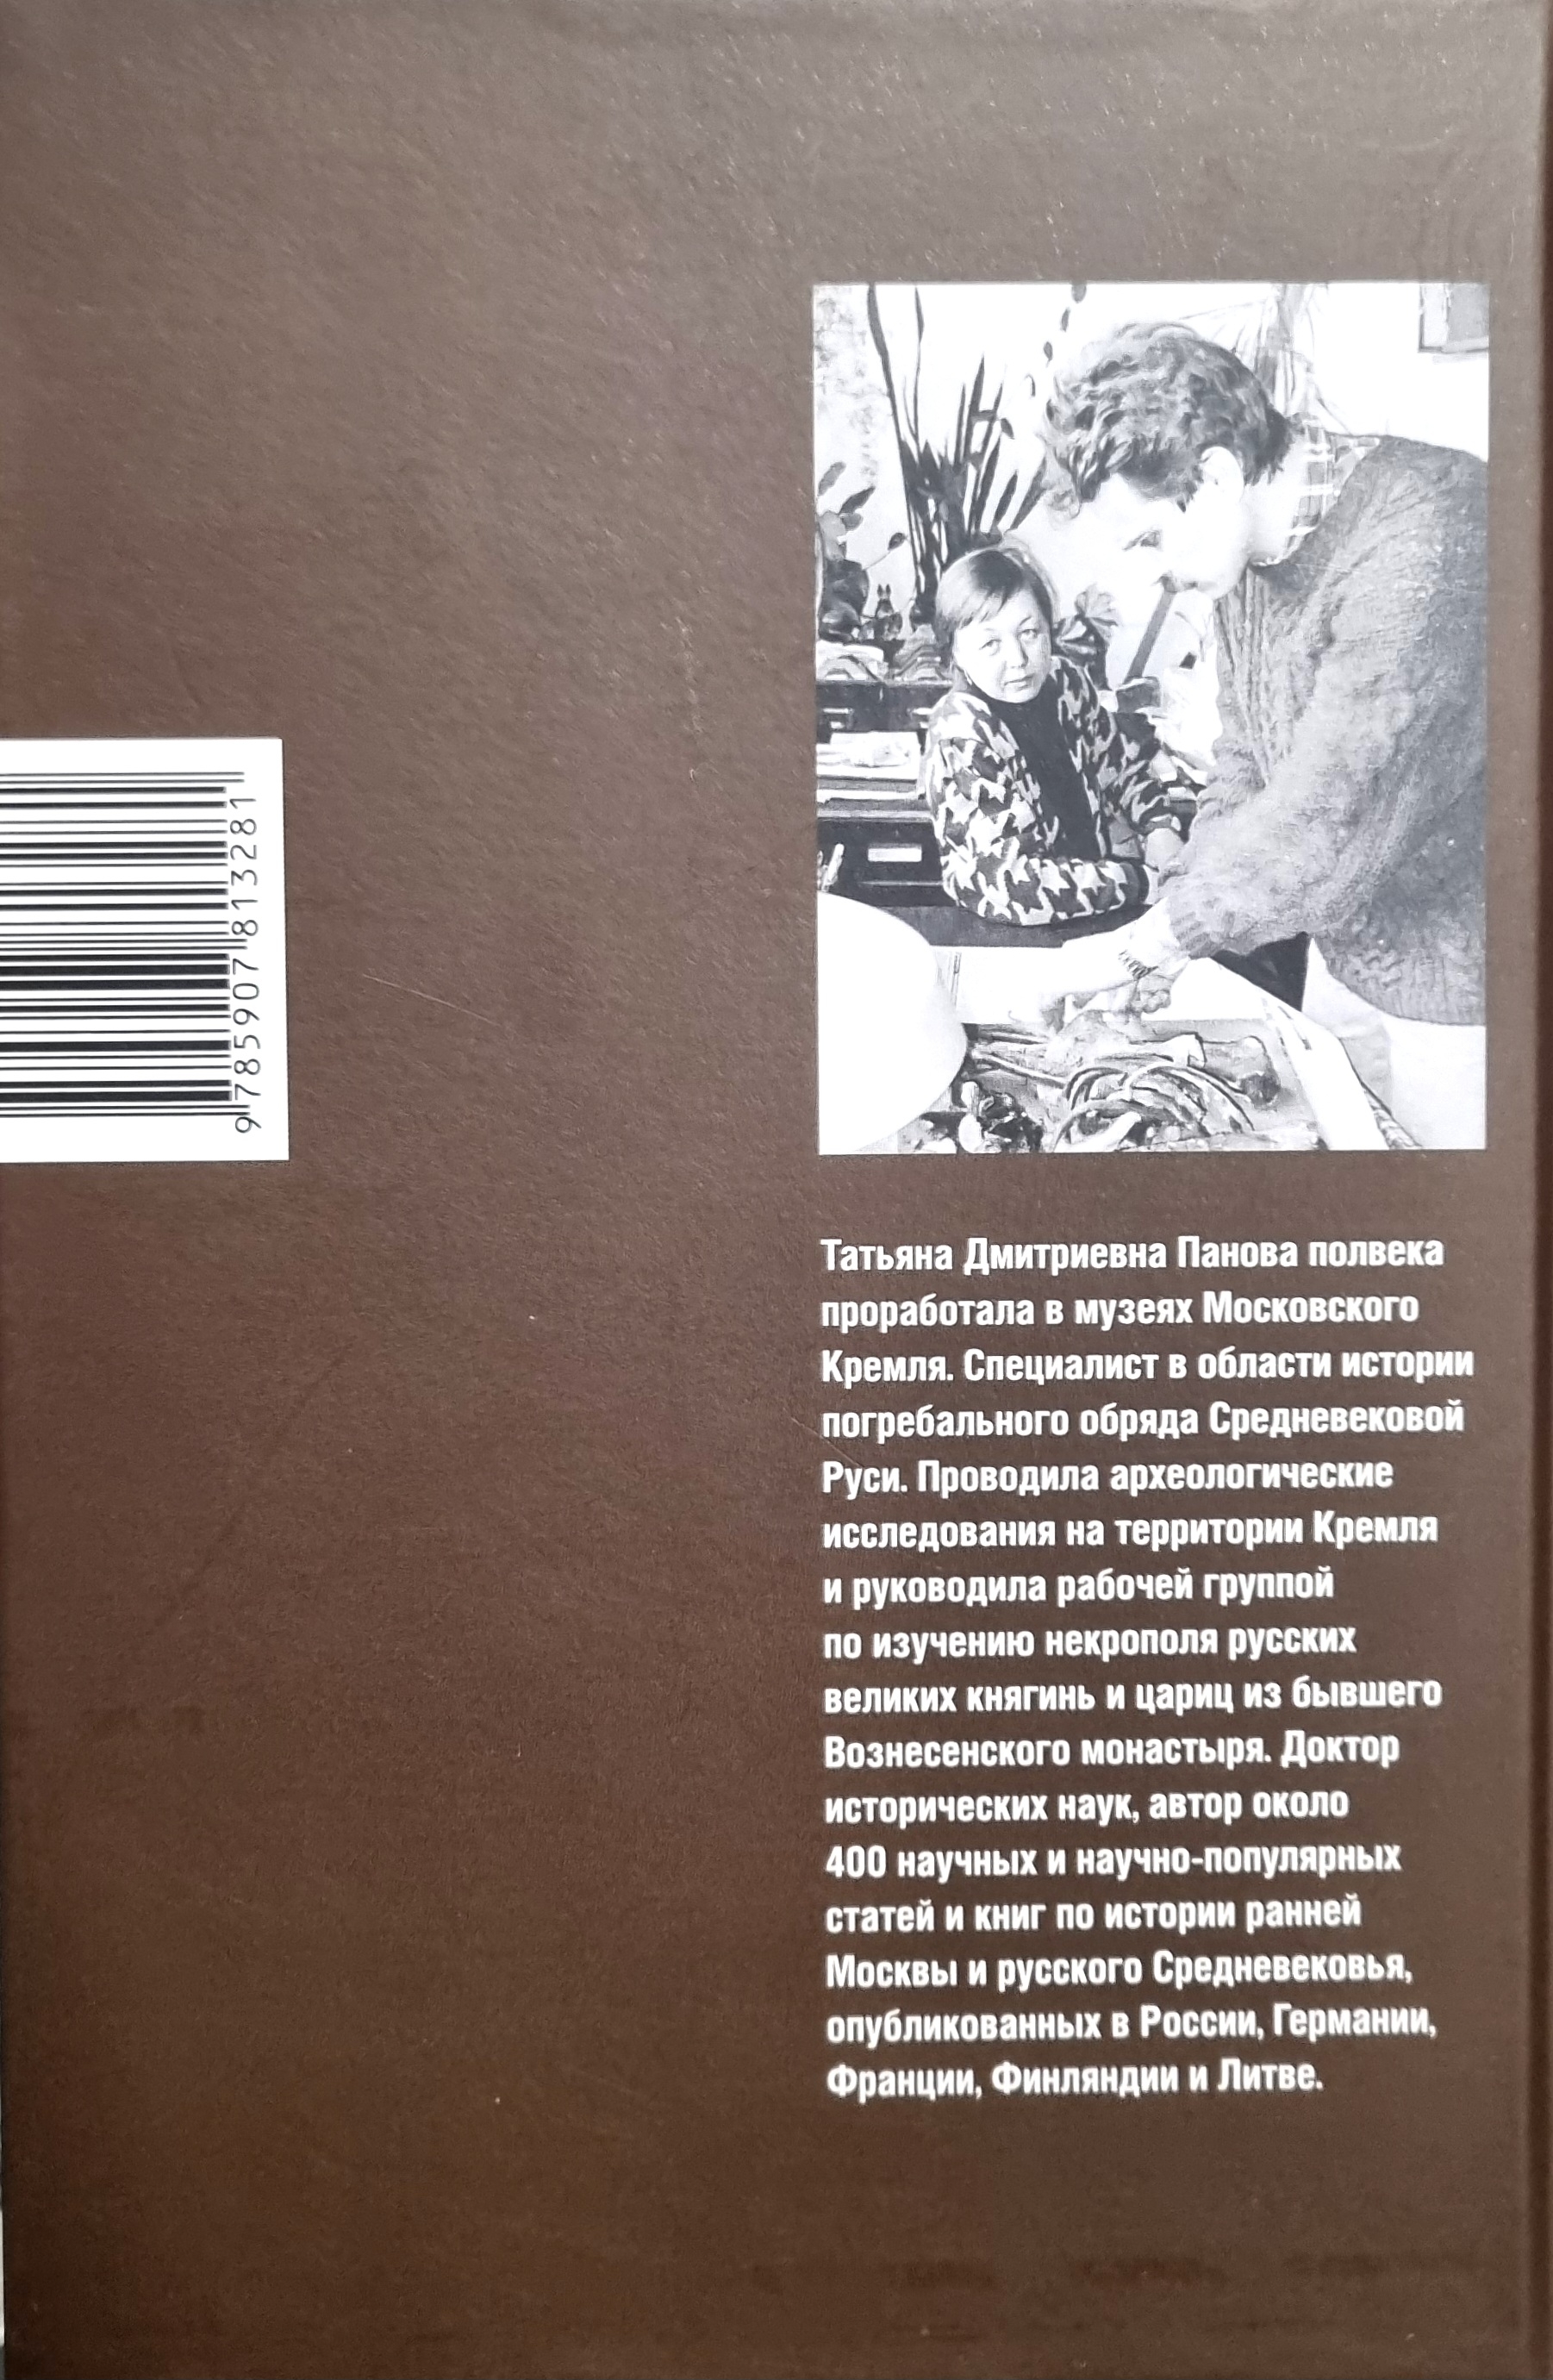 9785907813281
Татьяна Дмитриевна Панова полвека
проработала в музеях Московского
Кремля. Специалист в области истории
погребального обряда Средневековой
Руси. Проводила археологические
исследования на территории Кремля
и руководила рабочей группой
по изучению некрополя русских
великих княгинь и цариц из бывшего
Вознесенского монастыря. Доктор
исторических наук, автор около
400 научных и научно-популярных
статей и книг по истории ранней
Москвы и русского Средневековья,
опубликованных в России, Германии,
Франции, Финляндии и Литве.